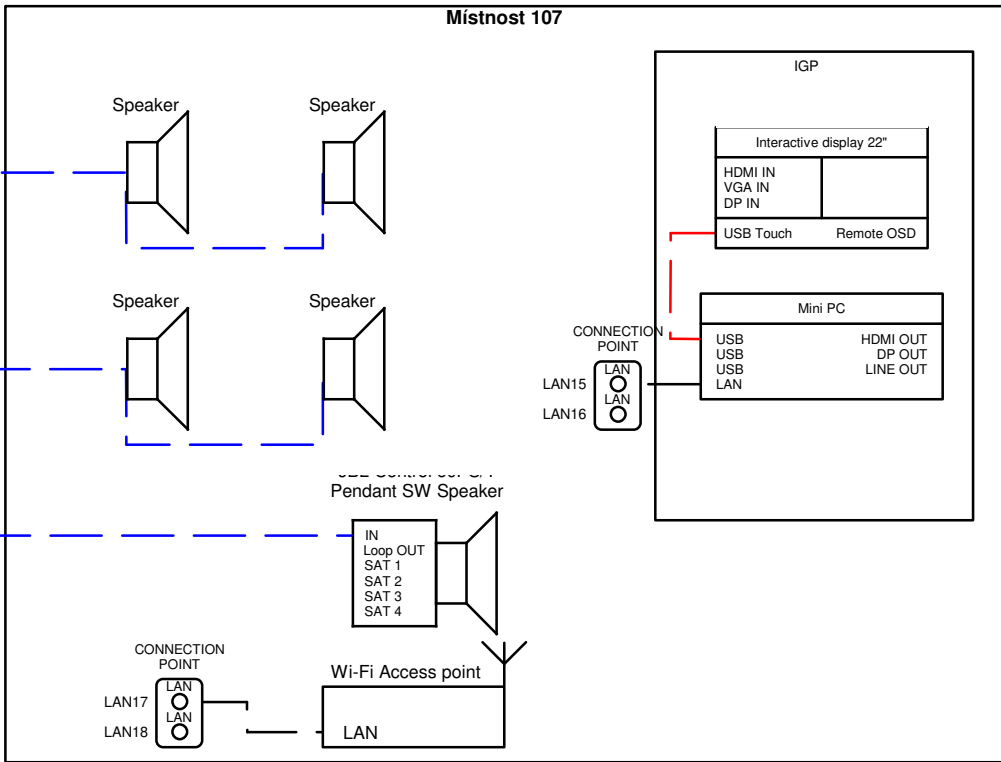 Místnost 107
IGP
Speaker
Speaker
Interactive display 22"
HDMI IN
VGA IN
DP IN
USB Touch
Remote OSD
Speaker
Speaker
Mini PC
USB
USB
USB
LAN
HDMI OUT
DP OUT
LINE OUT
CONNECTION
POINT
LAN
LAN15
LAN
LAN16
Pendant SW Speaker
IN
Loop OUT
SAT 1
SAT 2
SAT 3
SAT 4
CONNECTION
POINT
LAN
LAN17
LAN
LAN18
Wi-Fi Access point
LAN